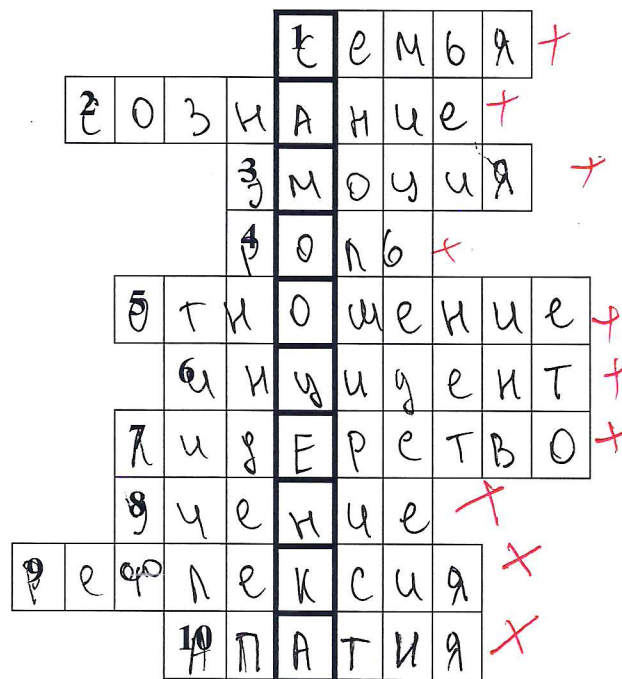 1 семья +
2 сознание +
3 эмоция +
4 роль +
5 отношение +
6 инцидент +
7 лидЕрство +
8 учение +
9 рефлексия +
10 АПАТИЯ +